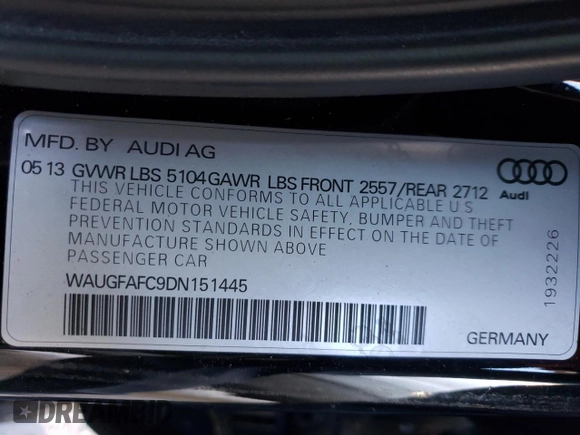 MFD. BY AUDI AG
05 13 GVWR LBS 5104 GAWR LBS FRONT 2557/REAR 2712
THIS VEHICLE CONFORMS TO ALL APPLICABLE U S
FEDERAL MOTOR VEHICLE SAFETY, BUMPER AND THEFT
PREVENTION STANDARDS IN EFFECT ON THE DATE OF
MANUFACTURE SHOWN ABOVE
PASSENGER CAR
WAUGFAFC9DN151445
Audi
1932226
GERMANY
DREAMBID